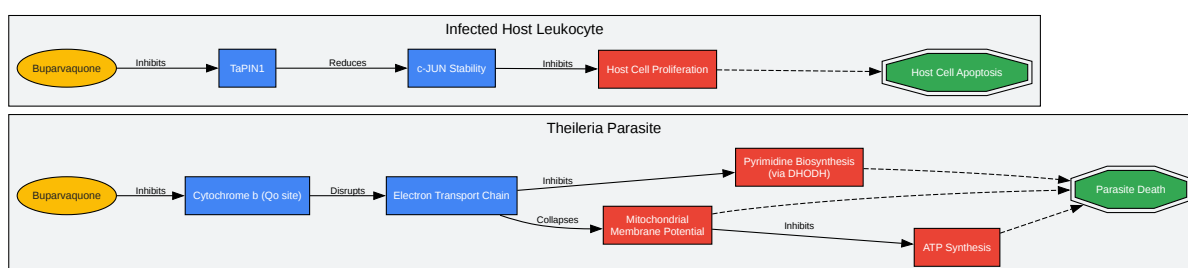 Infected Host Leukocyte
Buparvaquone
Inhibits
TaPIN1
Reduces
c-JUN Stability
Inhibits
Host Cell Proliferation
Host Cell Apoptosis
Theileria Parasite
Buparvaquone
Inhibits
Cytochrome b (Qo site)
Disrupts
Electron Transport Chain
Inhibits
Pyrimidine Biosynthesis
(via DHODH)
Collapses
Mitochondrial
Membrane Potential
Inhibits
ATP Synthesis
Parasite Death